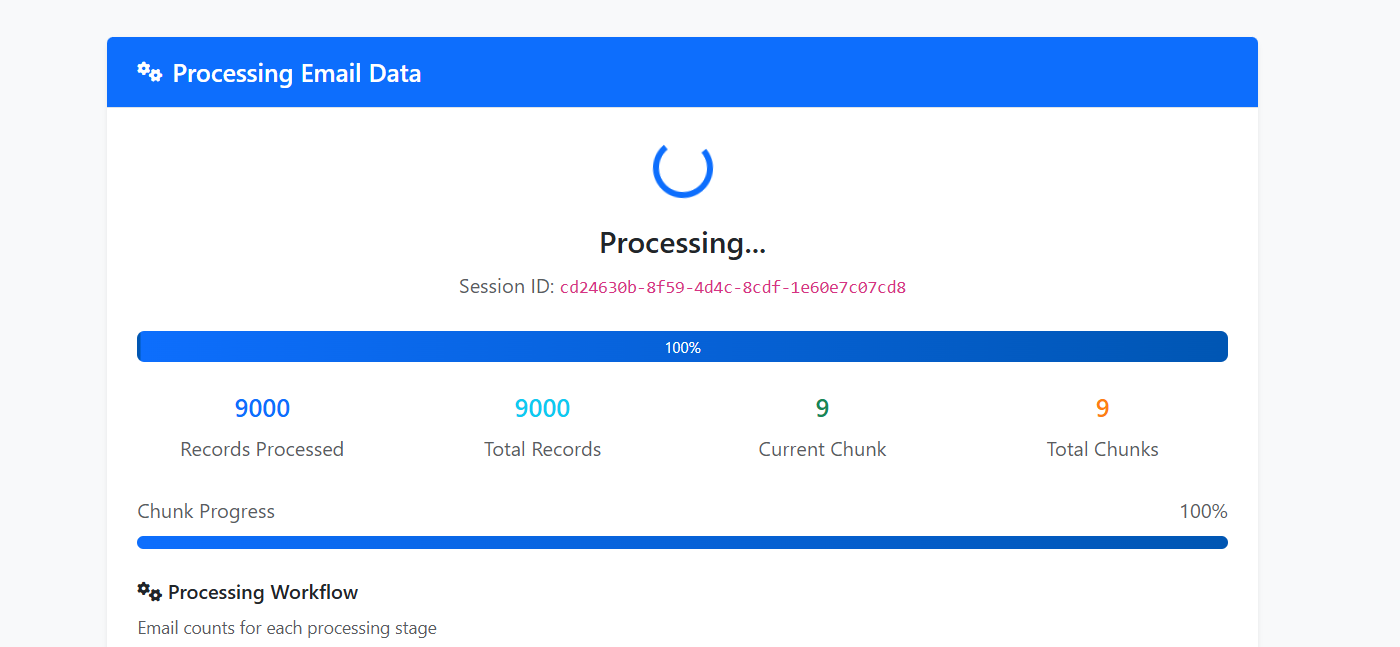 Processing Email Data
Processing...
Session ID: cd24630b-8f59-4d4c-8cdf-1e60e7c07cd8
100%
9000 9000 9 9
Records Processed Total Records Current Chunk Total Chunks
Chunk Progress 100%
Processing Workflow
Email counts for each processing stage